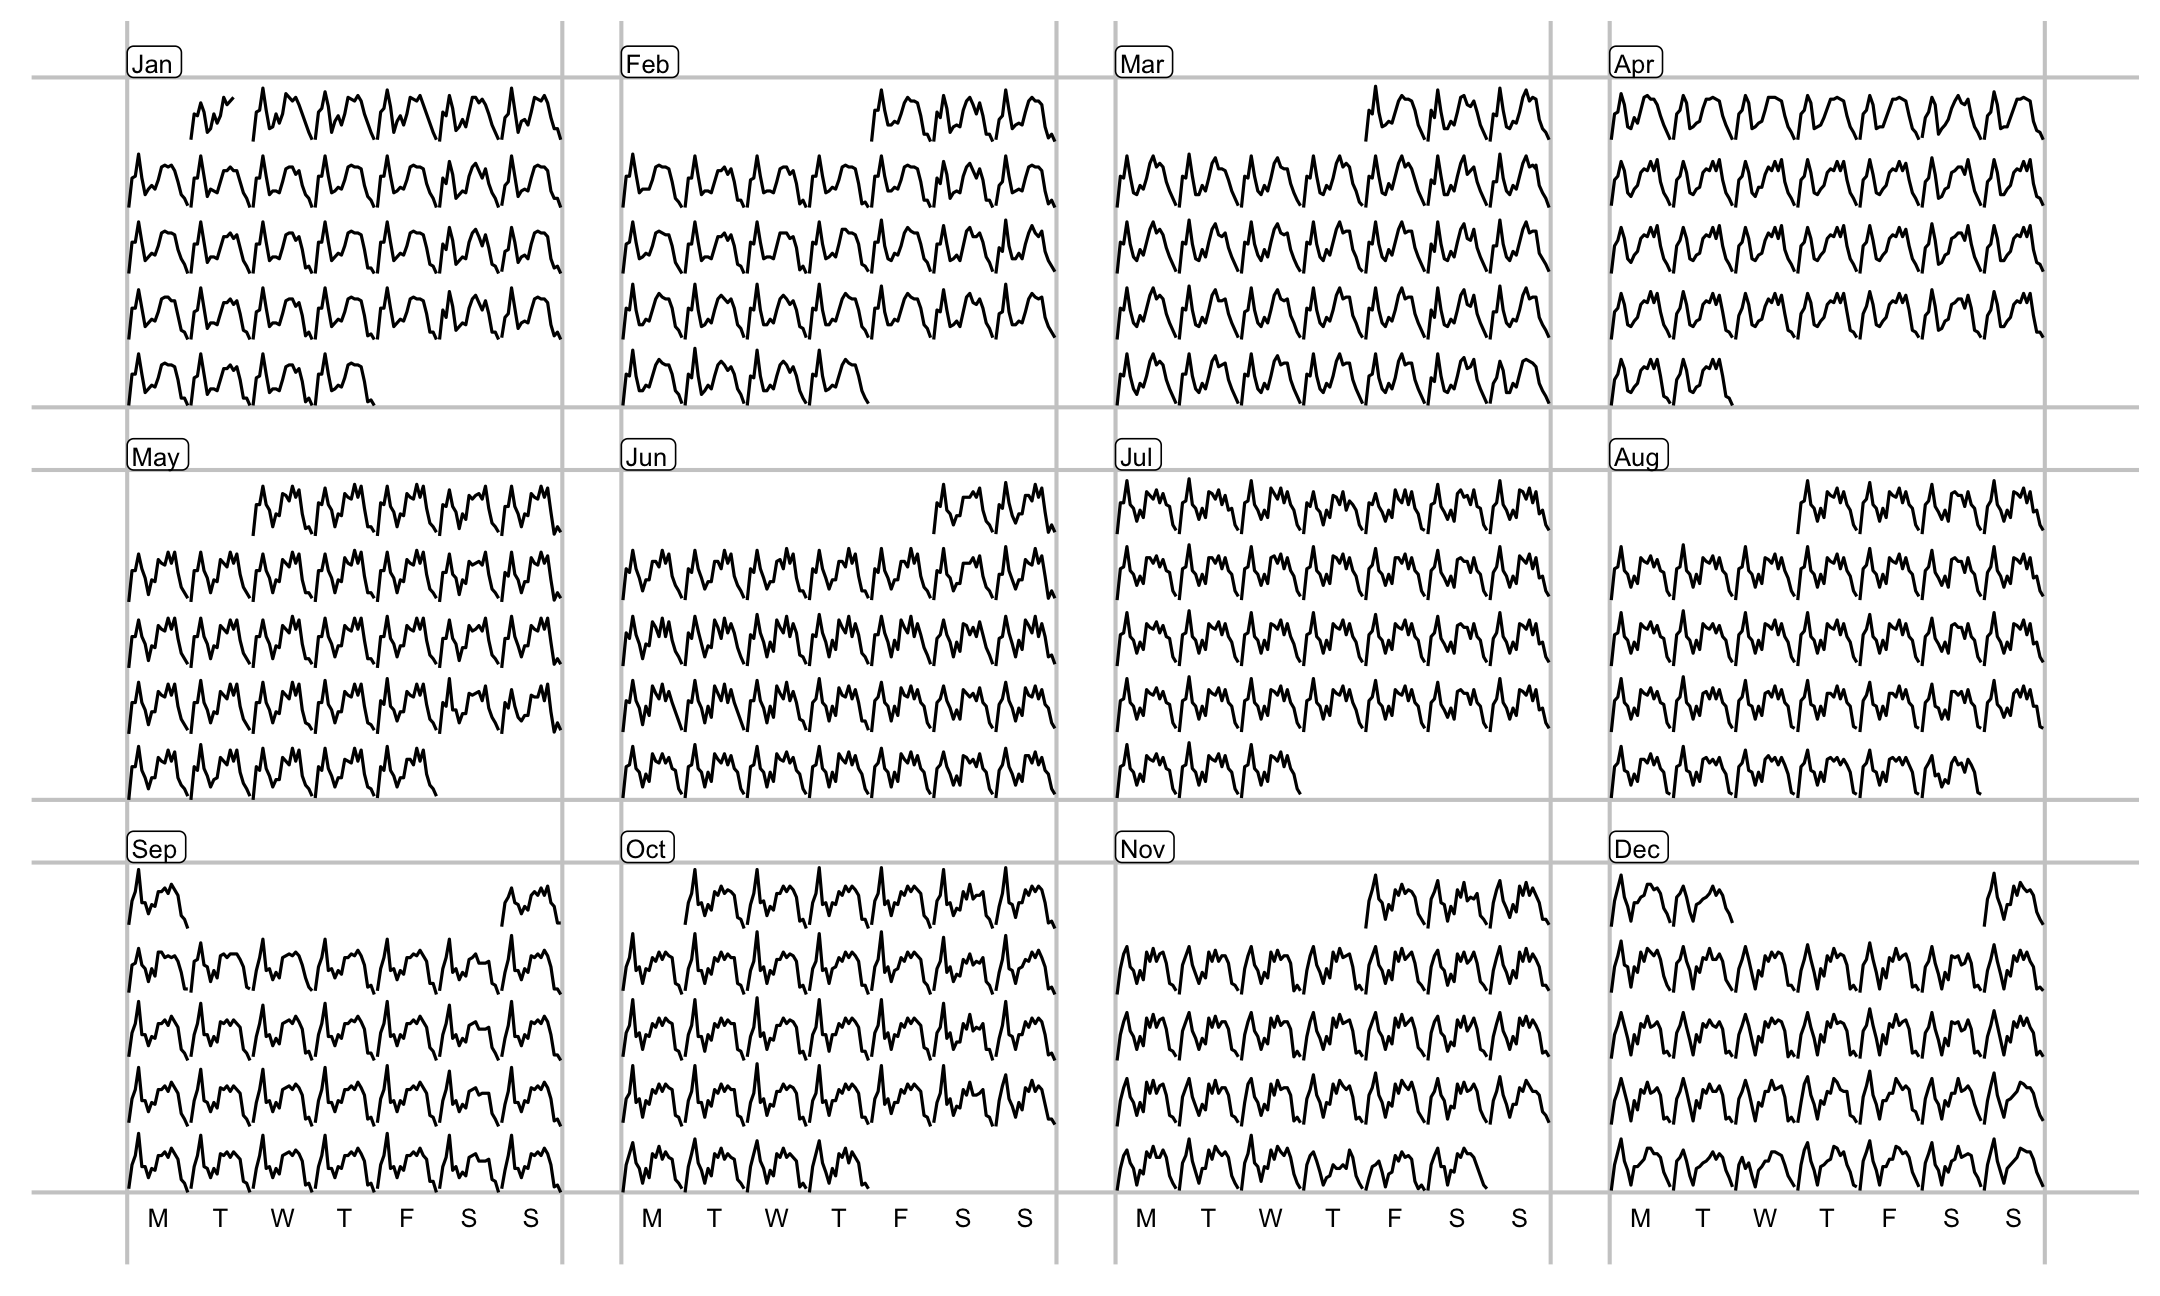 Jan Feb Mar Apr
May Jun Jul Aug
Sep Oct Nov Dec
M T W T F S S M T W T F S S M T W T F S S M T W T F S S